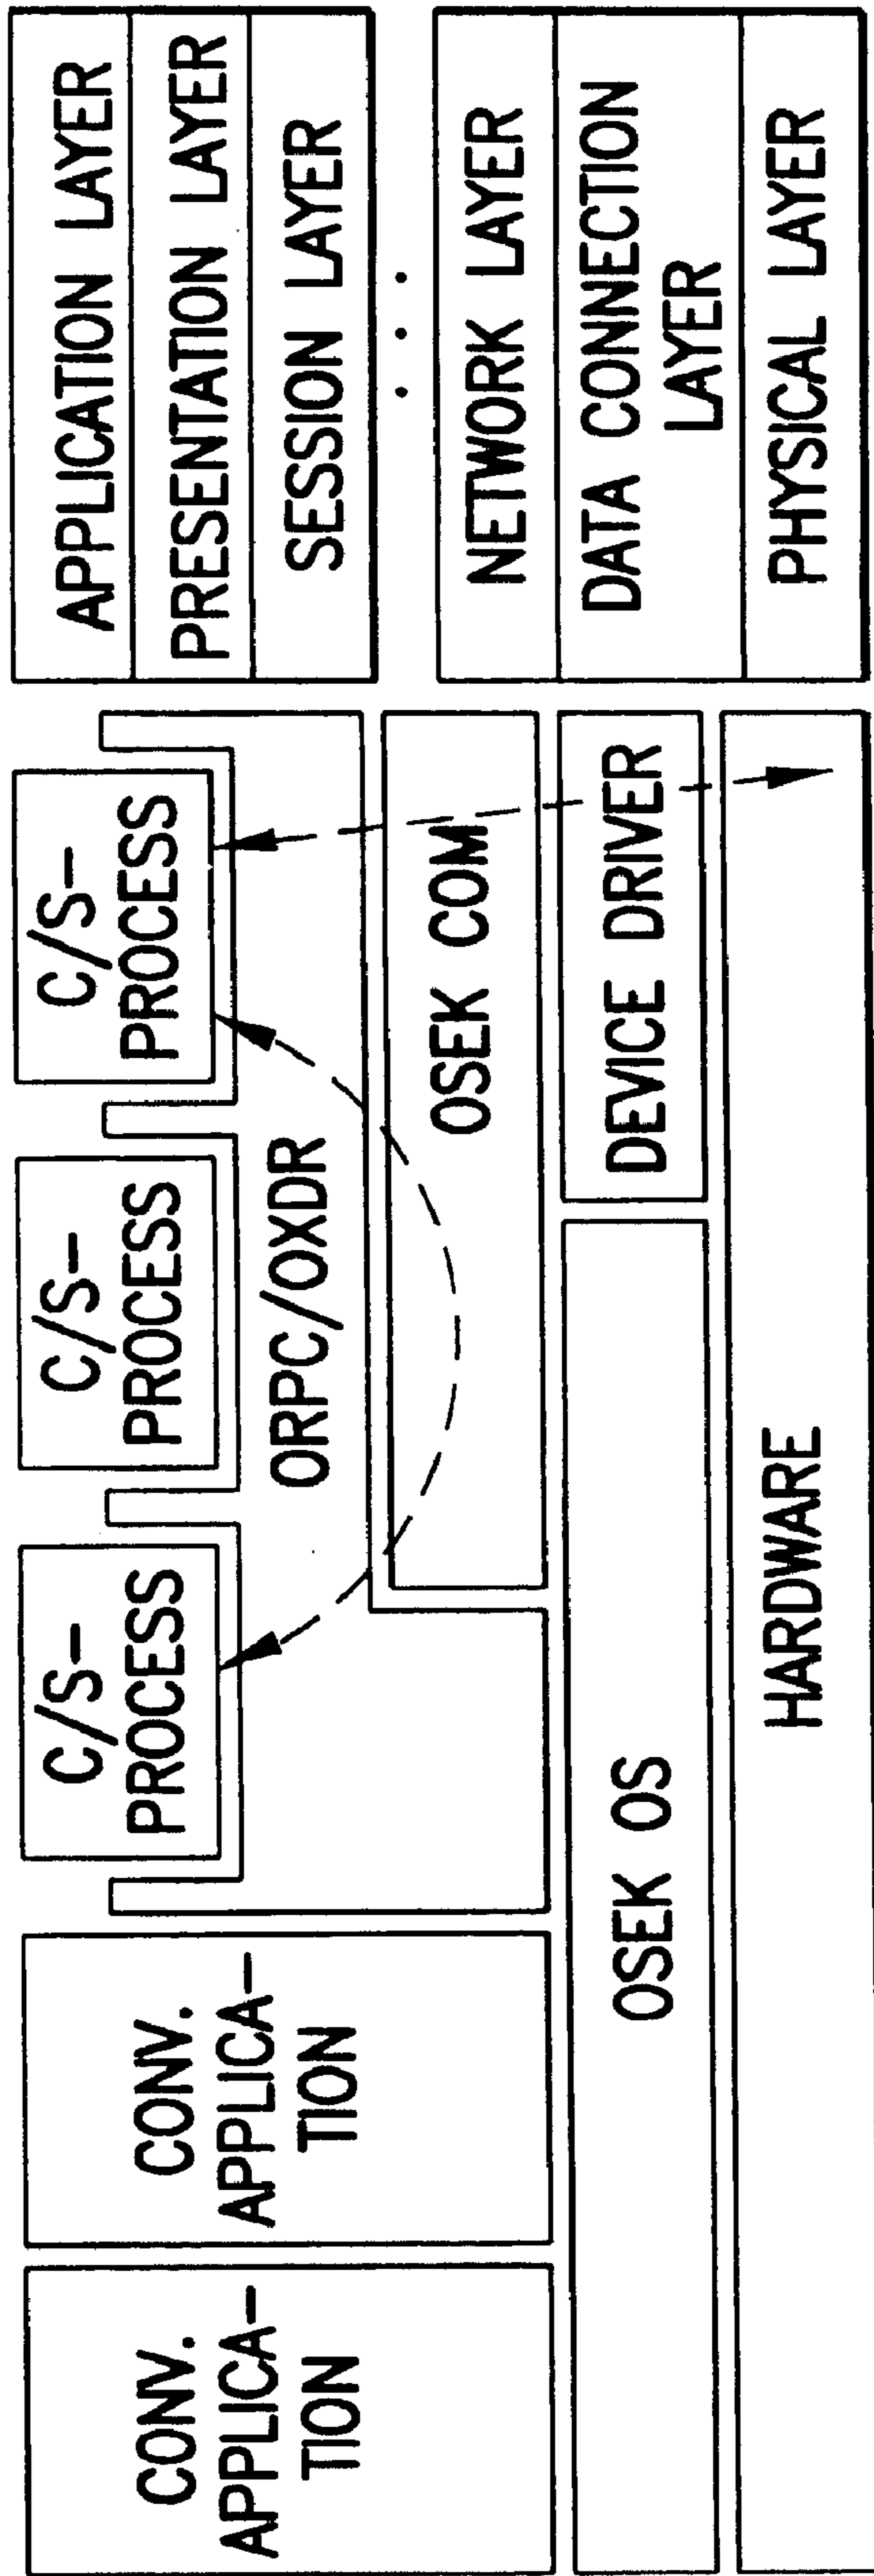 CONV.
APPLICA-
TION
CONV.
APPLICA-
TION
C/S-
PROCESS
C/S-
PROCESS
C/S-
PROCESS
ORPC/OXDR
OSEK COM
OSEK OS
DEVICE DRIVER
HARDWARE
APPLICATION LAYER
PRESENTATION LAYER
SESSION LAYER
. . .
NETWORK LAYER
DATA CONNECTION
LAYER
PHYSICAL LAYER